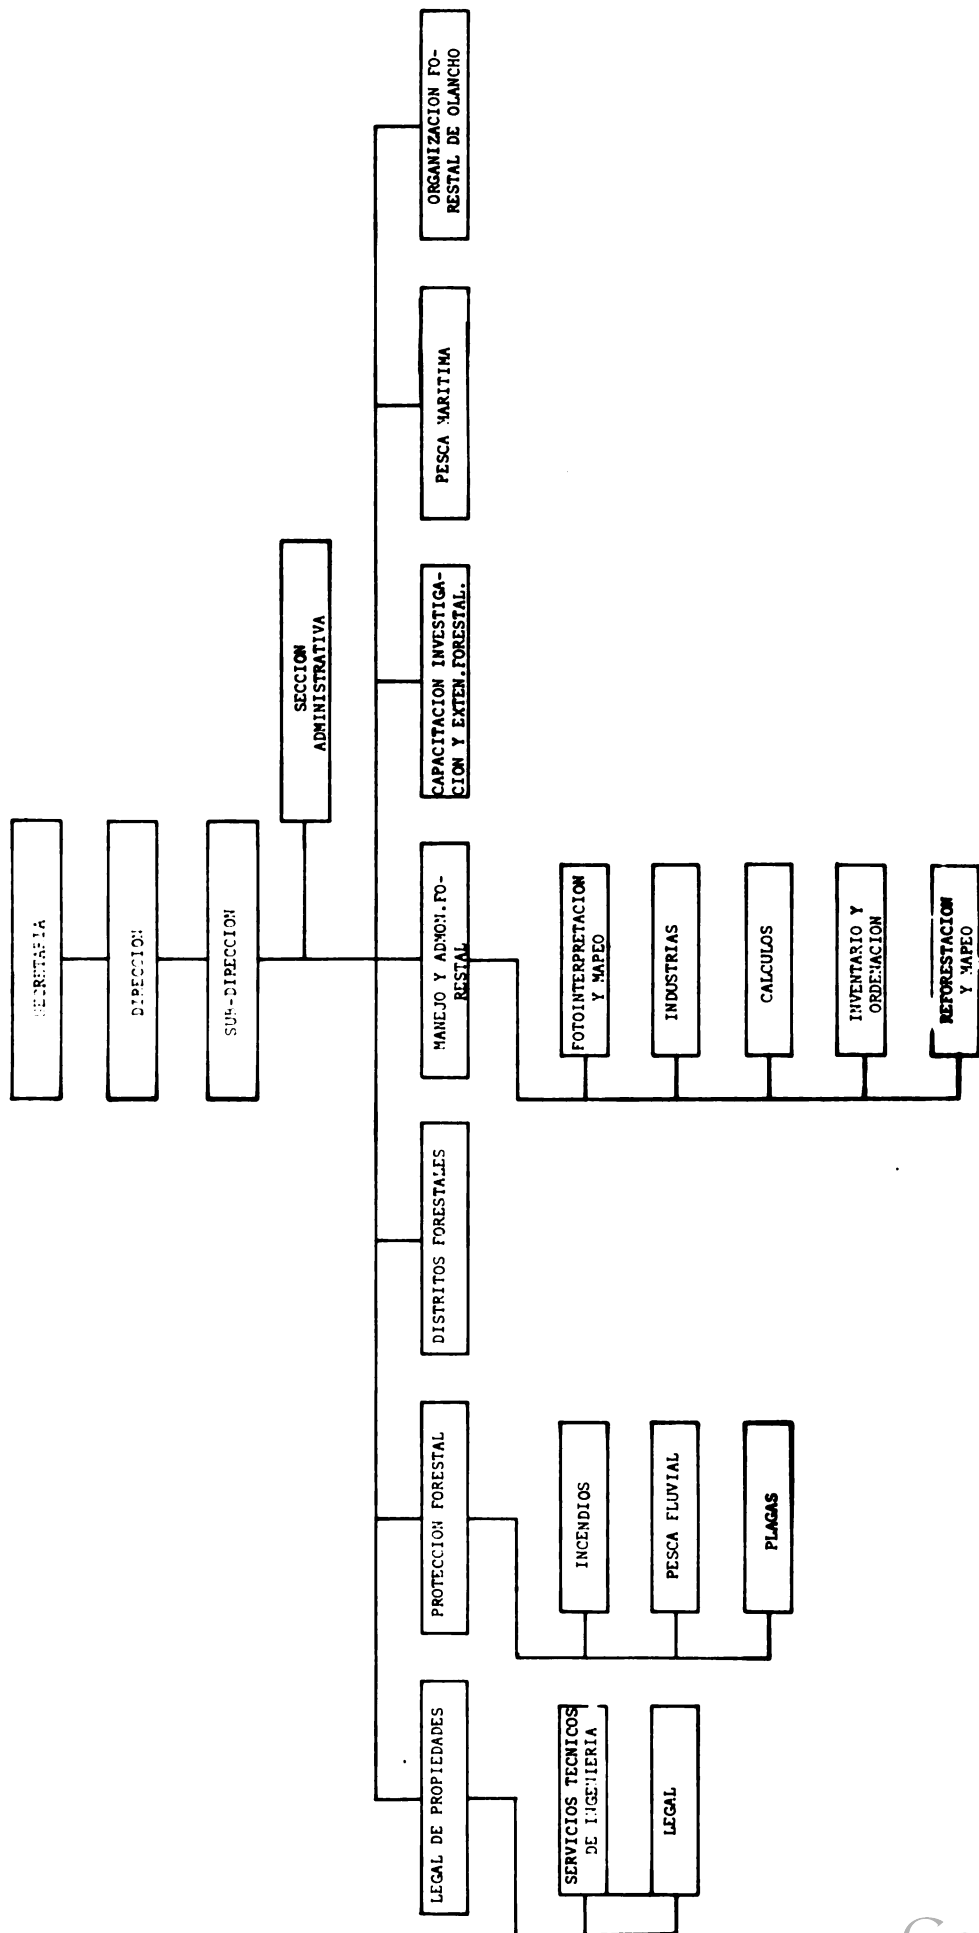 SECRETARIA
DIRECCION
SUB-DIRECCION
SECCION
ADMINISTRATIVA
LEGAL DE PROPIEDADES
PROTECCION FORESTAL
DISTRITOS FORESTALES
MANEJO Y ADMON.FO-
RESTAL
CAPACITACION INVESTIGA-
CION Y EXTEN.FORESTAL.
PESCA MARITIMA
ORGANIZACION FO-
RESTAL DE OLANCHO
SERVICIOS TECNICOS
DE INGENIERIA
LEGAL
INCENDIOS
PESCA FLUVIAL
PLAGAS
FOTOINTERPRETACION
Y MAPEO
INDUSTRIAS
CALCULOS
INVENTARIO Y
ORDENACION
REFORESTACION
Y MAPEO